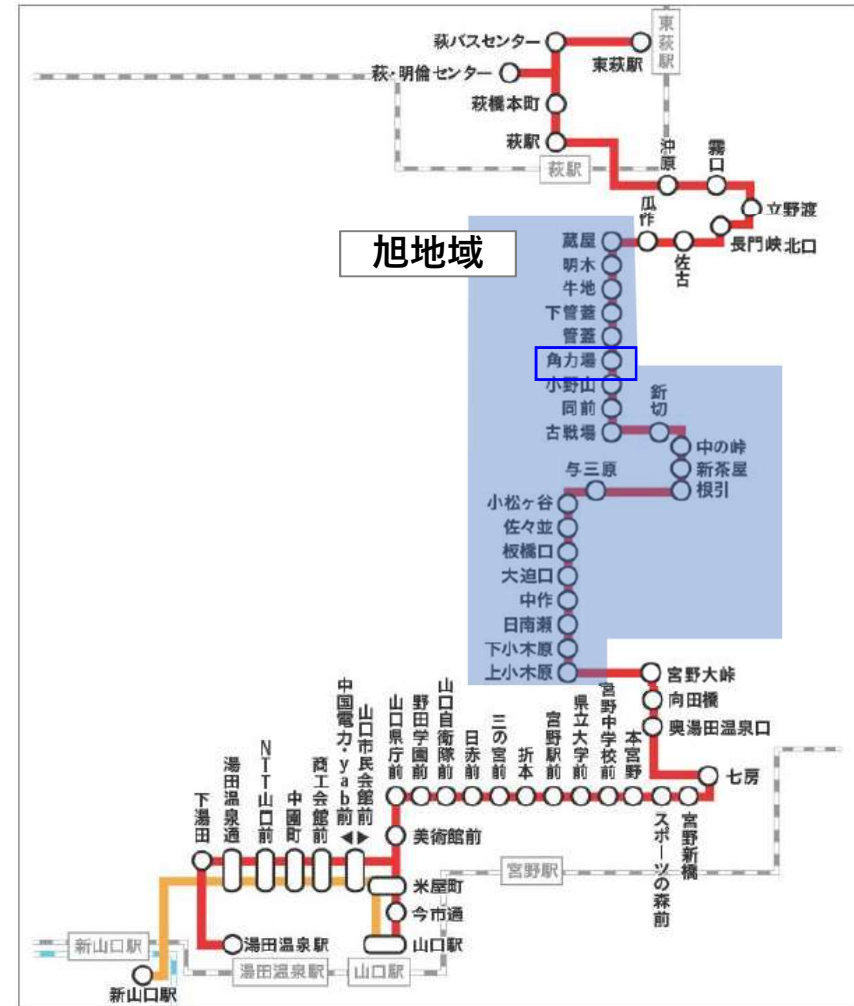 東萩駅
萩バスセンター
東萩駅
萩・明倫センター
萩橋本町
萩駅
萩駅
沖原
霧口
立野渡
長門峡北口
佐古
瓜作
旭地域
蔵屋
明木
牛地
下管蓋
管蓋
角力場
小野山
同前
古戦場
釿切
中の峠
新茶屋
根引
与三原
小松ヶ谷
佐々並
板橋口
大迫口
中作
日南瀬
下小木原
上小木原
宮野大峠
向田橋
奥湯田温泉口
七房
宮野新橋
スポーツの森前
本宮野
宮野中学校前
県立大学前
宮野駅前
折本
三の宮前
日赤前
山口自衛隊前
野田学園前
山口県庁前
山口市民会館前▶
中国電力・yab前◀
商工会館前
中園町
NTT山口前
湯田温泉通
下湯田
美術館前
米屋町
今市通
山口駅
宮野駅
湯田温泉駅
新山口駅
湯田温泉駅
山口駅
新山口駅